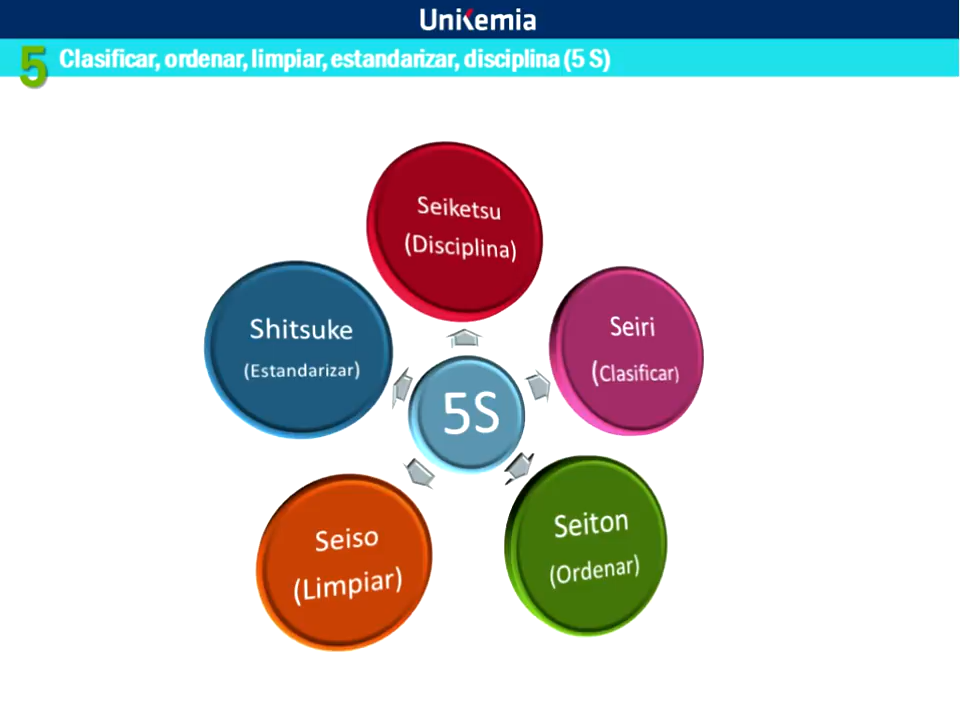 UniKemia
5 Clasificar, ordenar, limpiar, estandarizar, disciplina (5 S)
Seiketsu
(Disciplina)
Shitsuke
(Estandarizar)
Seiri
(Clasificar)
5S
Seiso
(Limpiar)
Seiton
(Ordenar)